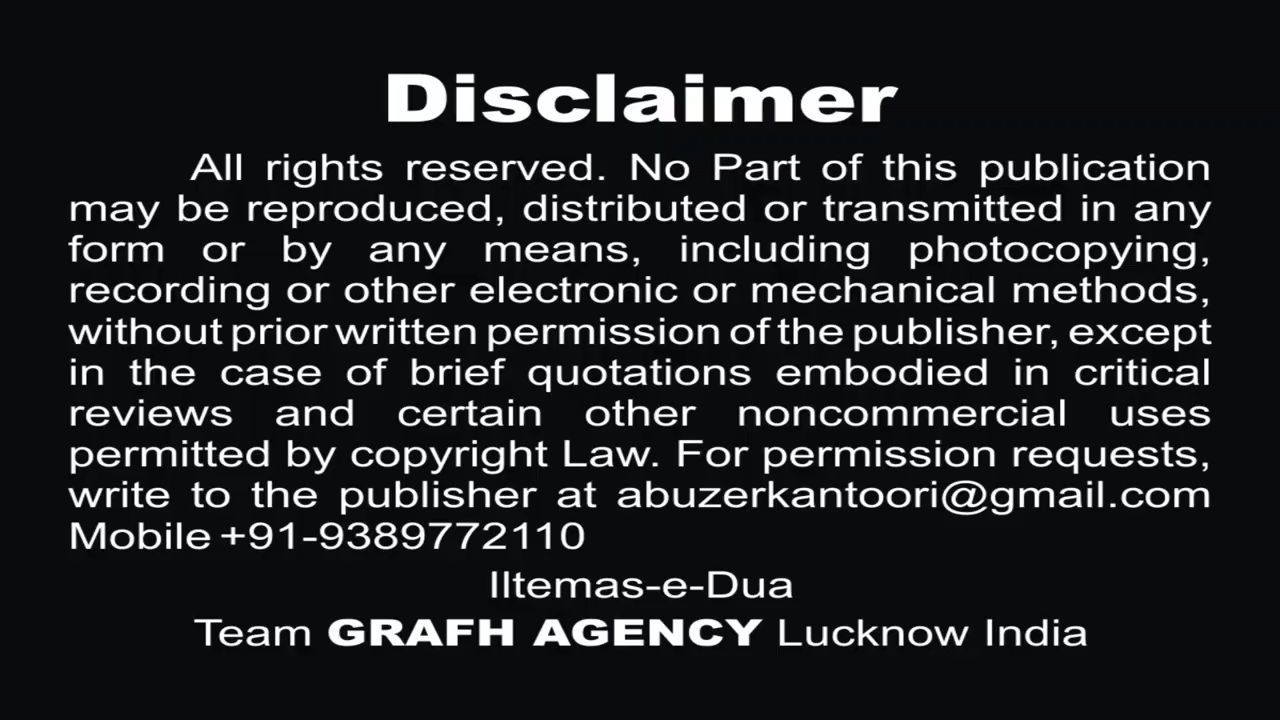 Disclaimer
All rights reserved. No Part of this publication
may be reproduced, distributed or transmitted in any
form or by any means, including photocopying,
recording or other electronic or mechanical methods,
without prior written permission of the publisher, except
in the case of brief quotations embodied in critical
reviews and certain other noncommercial uses
permitted by copyright Law. For permission requests,
write to the publisher at abuzerkantoori@gmail.com
Mobile +91-9389772110
IItemas-e-Dua
Team GRAFH AGENCY Lucknow India